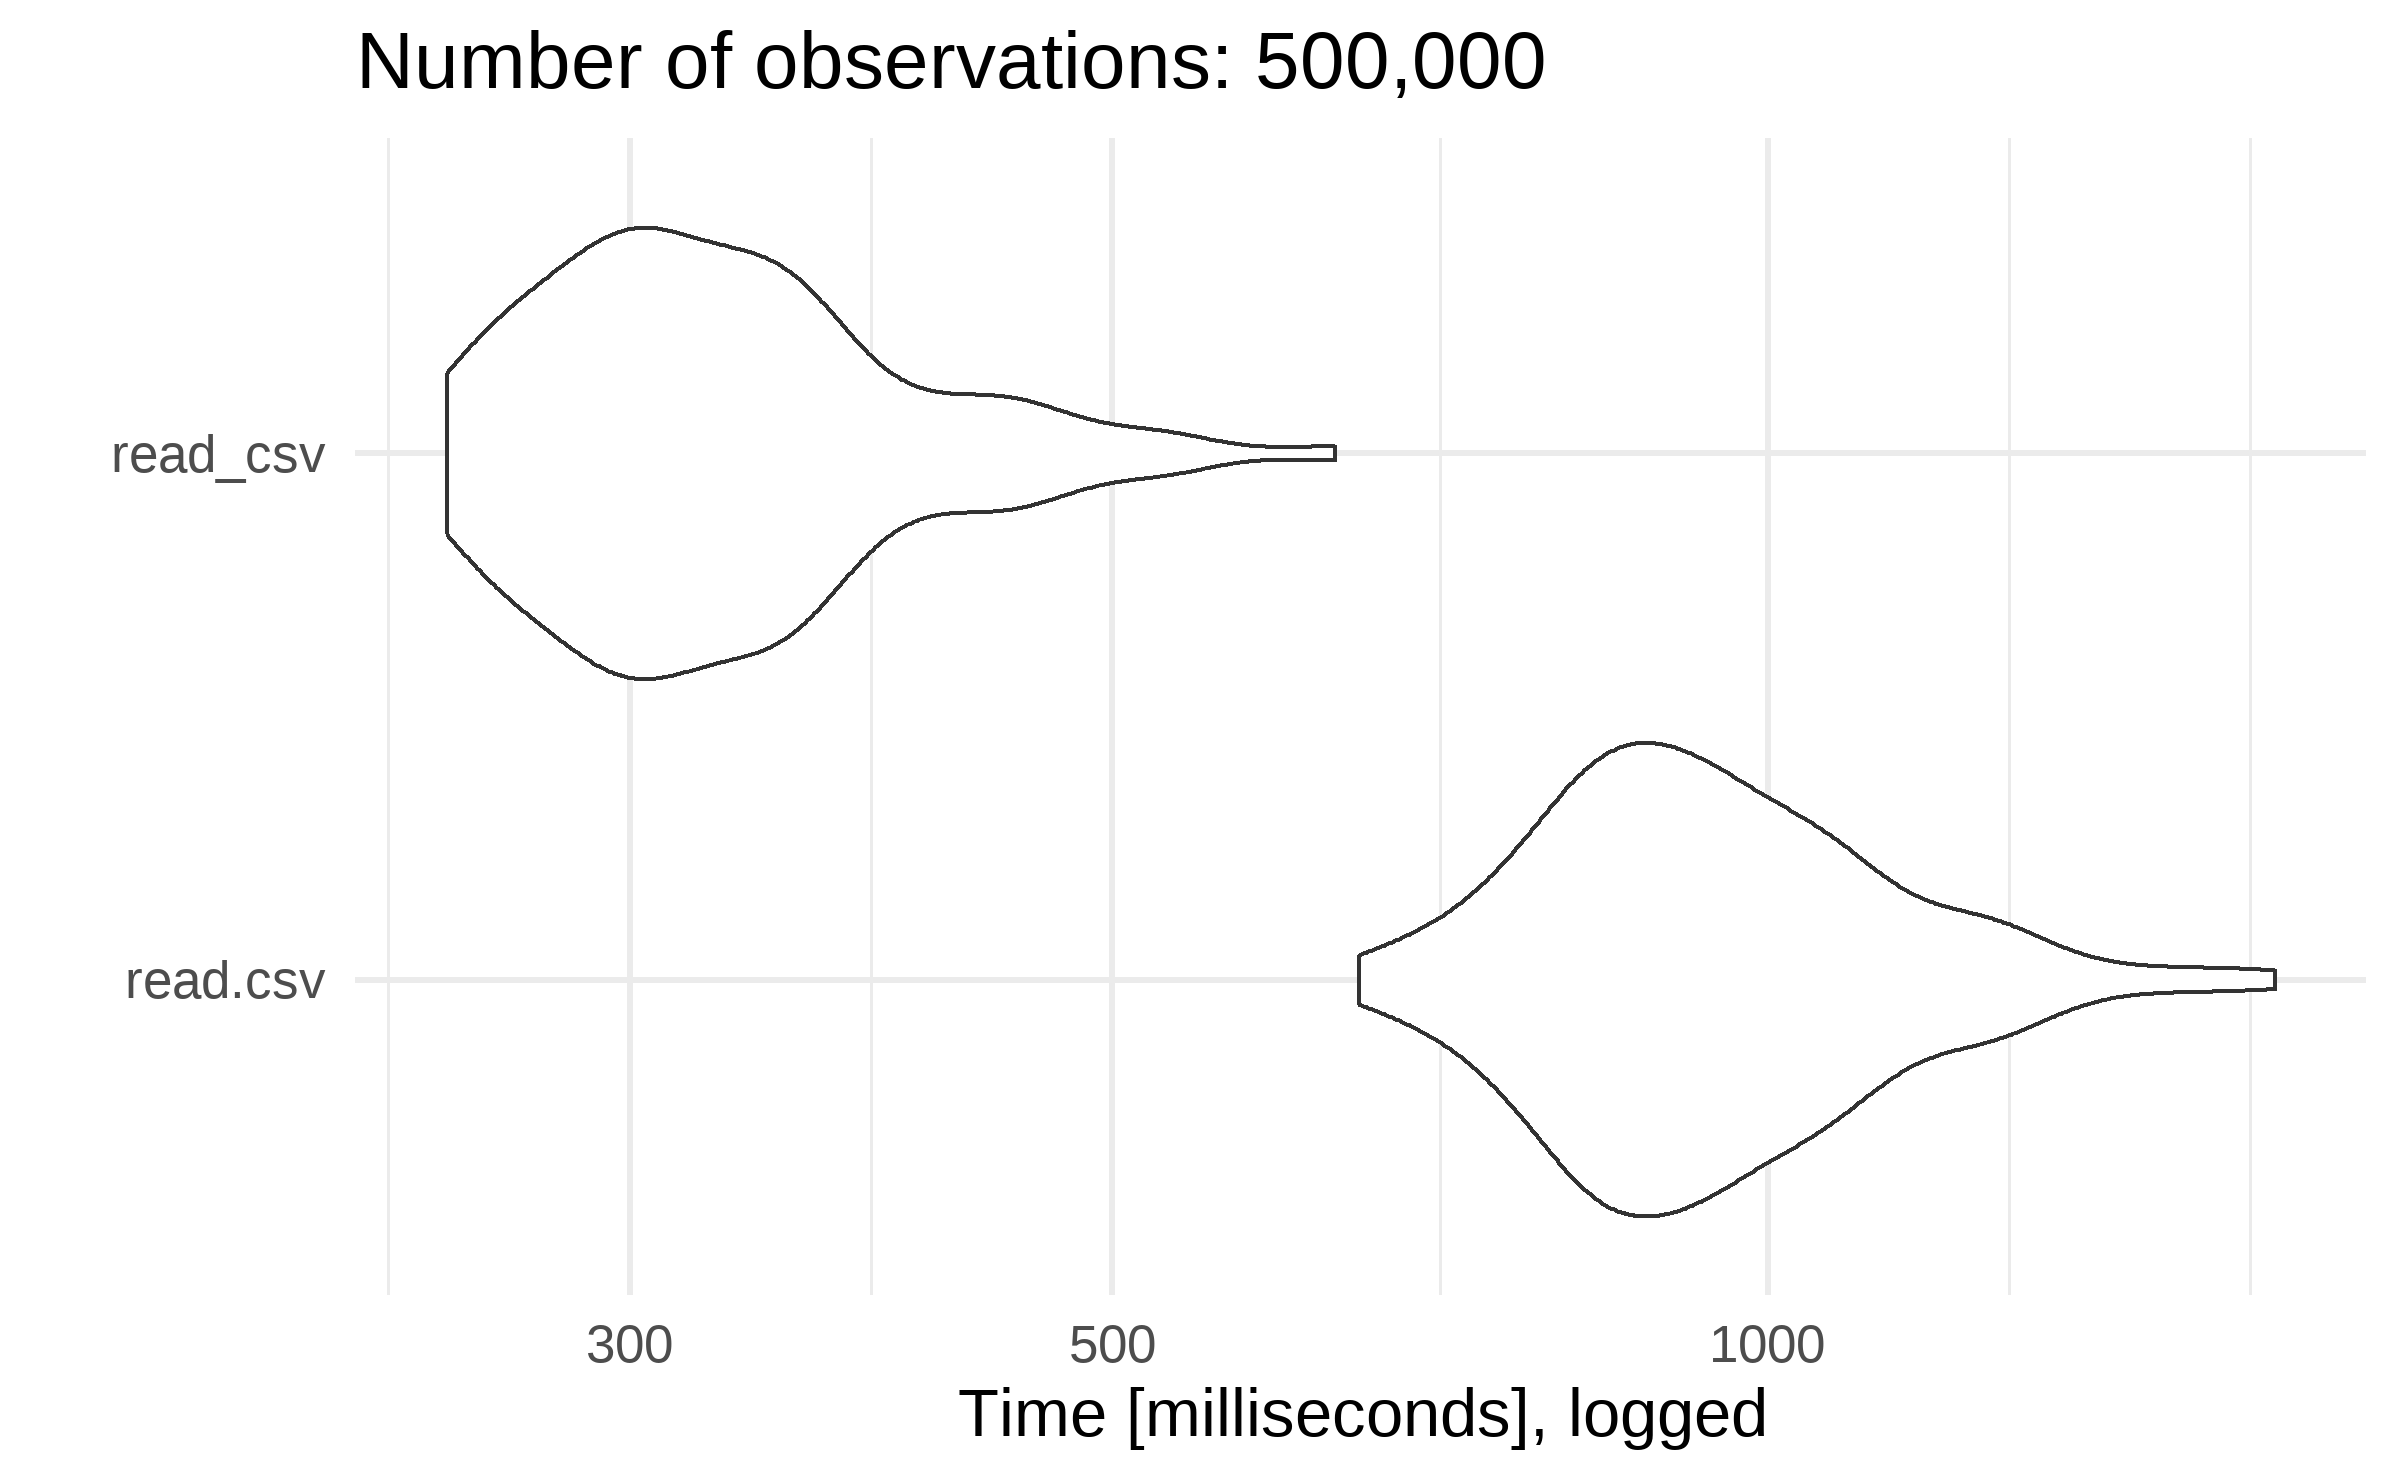 Number of observations: 500,000
read_csv
read.csv
300 500 1000
Time [milliseconds], logged